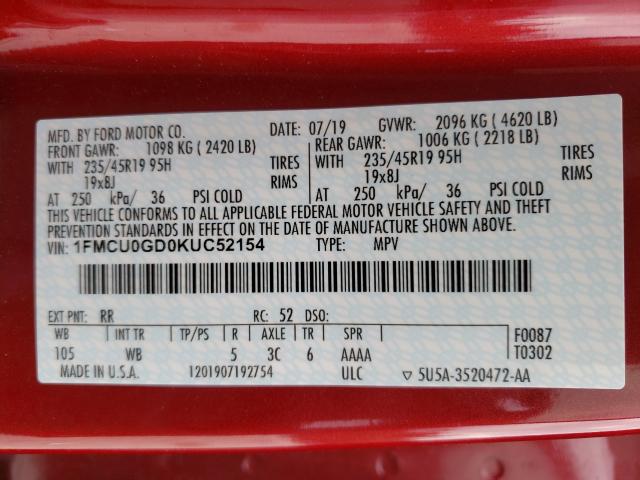 MFD. BY FORD MOTOR CO. DATE: 07/19 GVWR: 2096 KG ( 4620 LB)
FRONT GAWR: 1098 KG ( 2420 LB) REAR GAWR: 1006 KG ( 2218 LB)
WITH 235/45R19 95H TIRES WITH 235/45R19 95H TIRES
19x8J RIMS 19x8J RIMS
AT 250 kPa/ 36 PSI COLD AT 250 kPa/ 36 PSI COLD
THIS VEHICLE CONFORMS TO ALL APPLICABLE FEDERAL MOTOR VEHICLE SAFETY AND THEFT
PREVENTION STANDARDS IN EFFECT ON THE DATE OF MANUFACTURE SHOWN ABOVE.
VIN: 1FMCU0GD0KUC52154 TYPE: MPV
EXT PNT: RR RC: 52 DSO:
WB INT TR TP/PS R AXLE TR SPR F0087
105 WB 5 3C 6 AAAA T0302
MADE IN U.S.A. 1201907192754 ULC ▽ 5U5A-3520472-AA